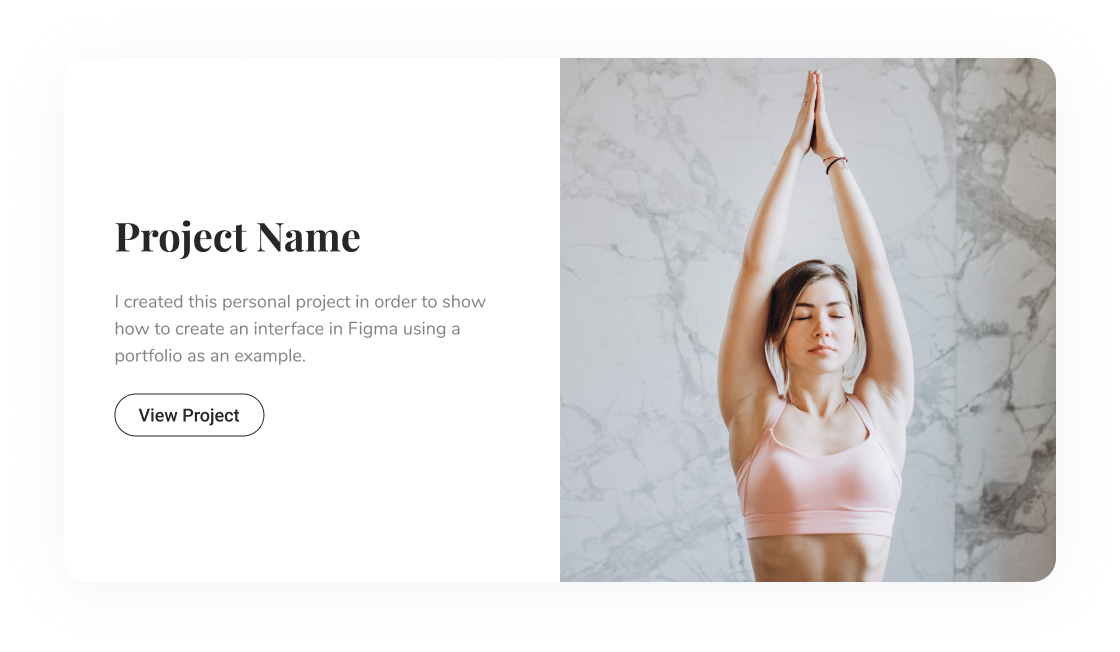 Project Name
I created this personal project in order to show
how to create an interface in Figma using a
portfolio as an example.
View Project